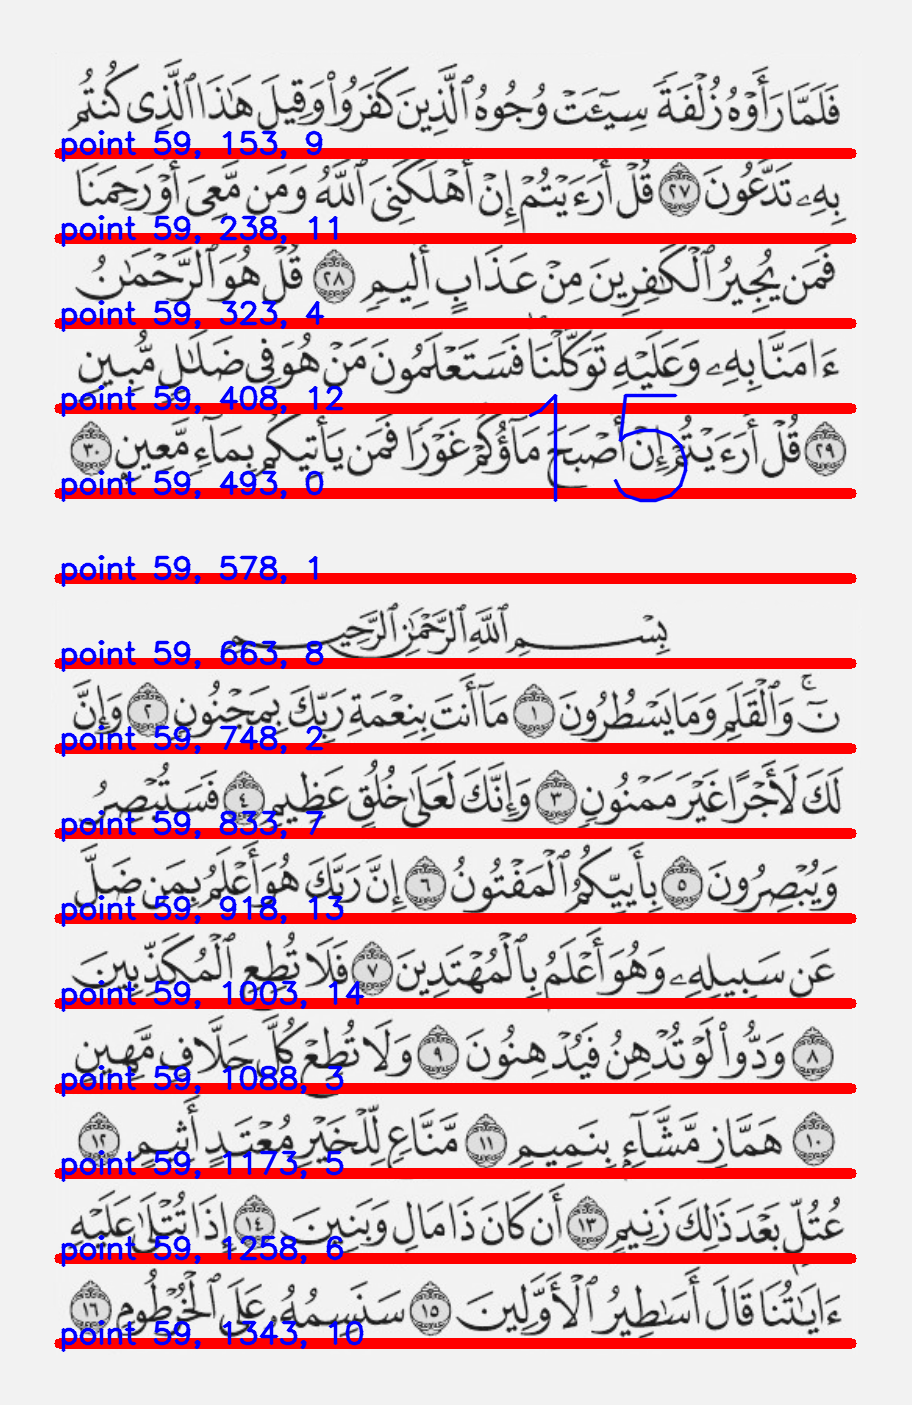 فَلَمَّا رَأَوْهُ زُلْفَةً سِيٓـَٔتْ وُجُوهُ ٱلَّذِينَ كَفَرُوا۟ وَقِيلَ هَٰذَا ٱلَّذِى كُنتُم
point 59, 153, 9
بِهِۦ تَدَّعُونَ ٢٧ قُلْ أَرَءَيْتُمْ إِنْ أَهْلَكَنِىَ ٱللَّهُ وَمَن مَّعِىَ أَوْ رَحِمَنَا
point 59, 238, 11
فَمَن يُجِيرُ ٱلْكَٰفِرِينَ مِنْ عَذَابٍ أَلِيمٍ ٢٨ قُلْ هُوَ ٱلرَّحْمَٰنُ
point 59, 323, 4
ءَامَنَّا بِهِۦ وَعَلَيْهِ تَوَكَّلْنَا فَسَتَعْلَمُونَ مَنْ هُوَ فِى ضَلَٰلٍ مُّبِينٍ
point 59, 408, 12
٢٩ قُلْ أَرَءَيْتُمْ إِنْ أَصْبَحَ مَآؤُكُمْ غَوْرًا فَمَن يَأْتِيكُم بِمَآءٍ مَّعِينٍ ٣٠
15
point 59, 493, 0
point 59, 578, 1
بِسْمِ ٱللَّهِ ٱلرَّحْمَٰنِ ٱلرَّحِيمِ
point 59, 663, 8
نٓ ۚ وَٱلْقَلَمِ وَمَا يَسْطُرُونَ ١ مَآ أَنتَ بِنِعْمَةِ رَبِّكَ بِمَجْنُونٍ ٢ وَإِنَّ
point 59, 748, 2
لَكَ لَأَجْرًا غَيْرَ مَمْنُونٍ ٣ وَإِنَّكَ لَعَلَىٰ خُلُقٍ عَظِيمٍ ٤ فَسَتُبْصِرُ
point 59, 833, 7
وَيُبْصِرُونَ ٥ بِأَييِّكُمُ ٱلْمَفْتُونُ ٦ إِنَّ رَبَّكَ هُوَ أَعْلَمُ بِمَن ضَلَّ
point 59, 918, 13
عَن سَبِيلِهِۦ وَهُوَ أَعْلَمُ بِٱلْمُهْتَدِينَ ٧ فَلَا تُطِعِ ٱلْمُكَذِّبِينَ
point 59, 1003, 14
٨ وَدُّوا۟ لَوْ تُدْهِنُ فَيُدْهِنُونَ ٩ وَلَا تُطِعْ كُلَّ حَلَّافٍ مَّهِينٍ
point 59, 1088, 3
١٠ هَمَّازٍ مَّشَّآءٍۭ بِنَمِيمٍ ١١ مَّنَّاعٍ لِّلْخَيْرِ مُعْتَدٍ أَثِيمٍ ١٢
point 59, 1173, 5
عُتُلٍّۭ بَعْدَ ذَٰلِكَ زَنِيمٍ ١٣ أَن كَانَ ذَا مَالٍ وَبَنِينَ ١٤ إِذَا تُتْلَىٰ عَلَيْهِ
point 59, 1258, 6
ءَايَٰتُنَا قَالَ أَسَٰطِيرُ ٱلْأَوَّلِينَ ١٥ سَنَسِمُهُۥ عَلَى ٱلْخُرْطُومِ ١٦
point 59, 1343, 10